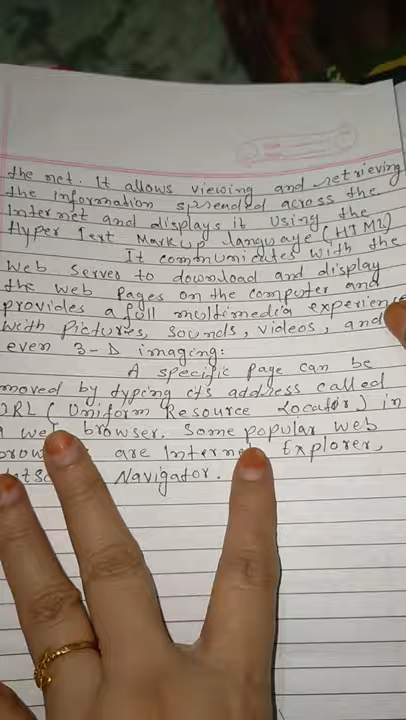 the net. It allows viewing and retrieving
the information spreaded across the
Internet and displays it using the
Hyper Text Markup language (HTML)
It communicates with the
Web server to download and display
the web Pages on the computer and
provides a full multimedia experience
with pictures, sounds, videos, and
even 3-D imaging:
A specific page can be
moved by typing its address called
URL (Uniform Resource Locator) in
a web browser. Some popular web
are Explorer,
Navigator.